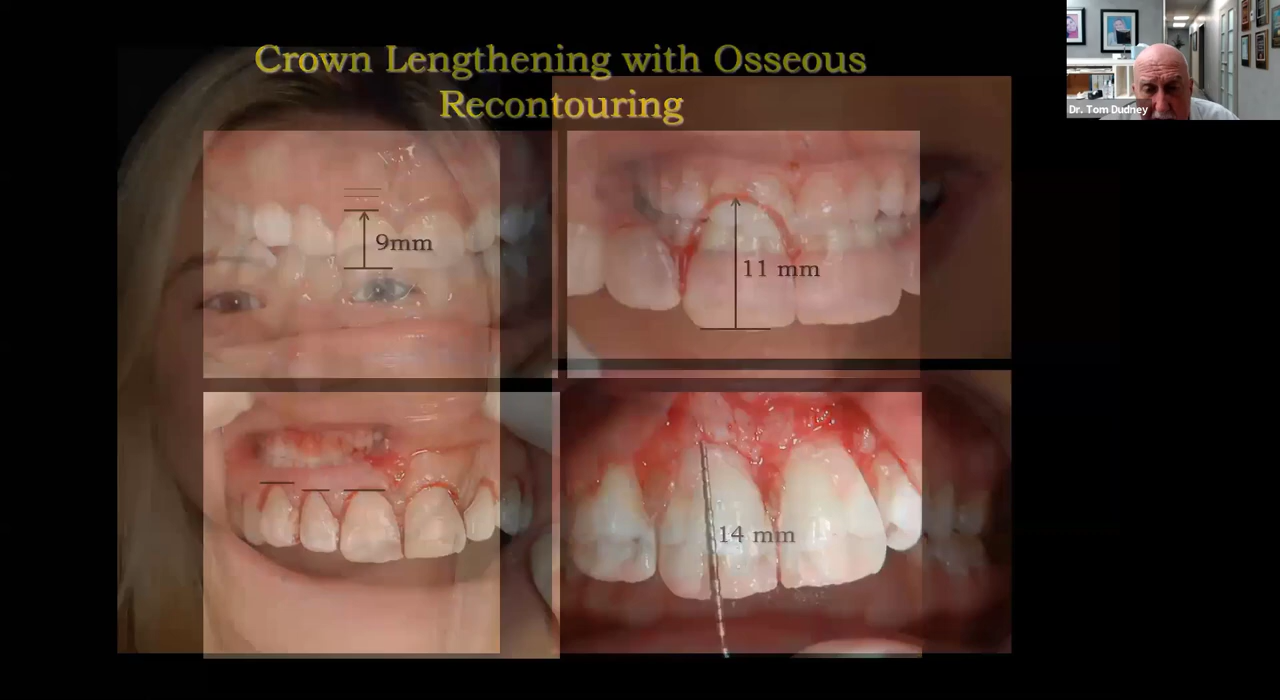 Crown Lengthening with Osseous
Recontouring
Dr. Tom Dudney
9mm
11 mm
14 mm